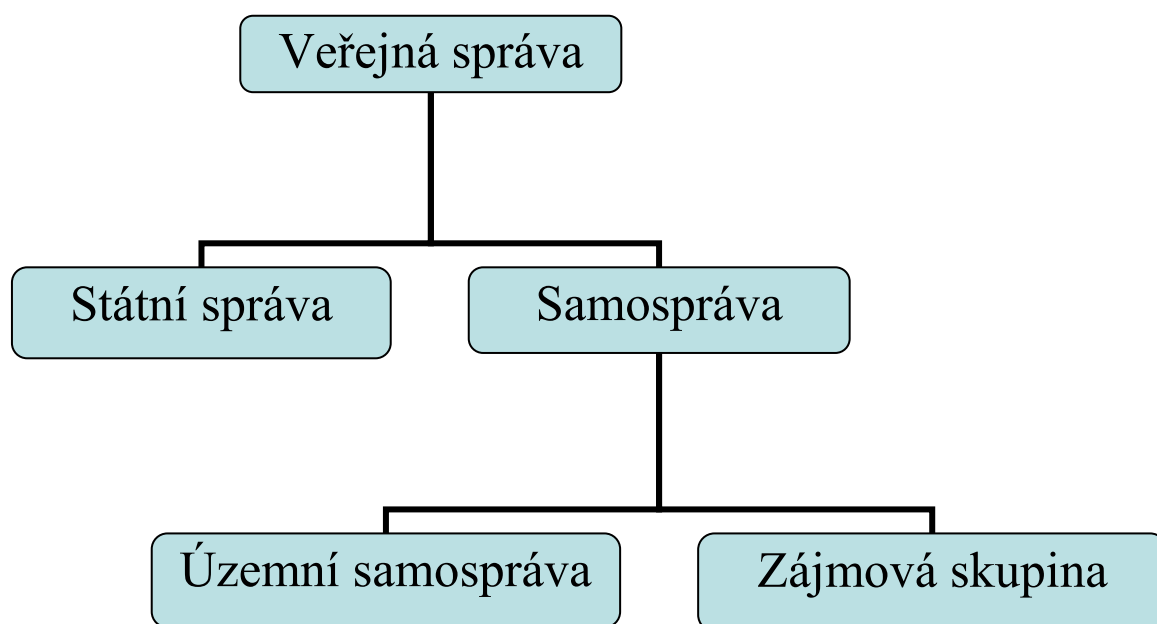 Veřejná správa
Státní správa
Samospráva
Územní samospráva
Zájmová skupina